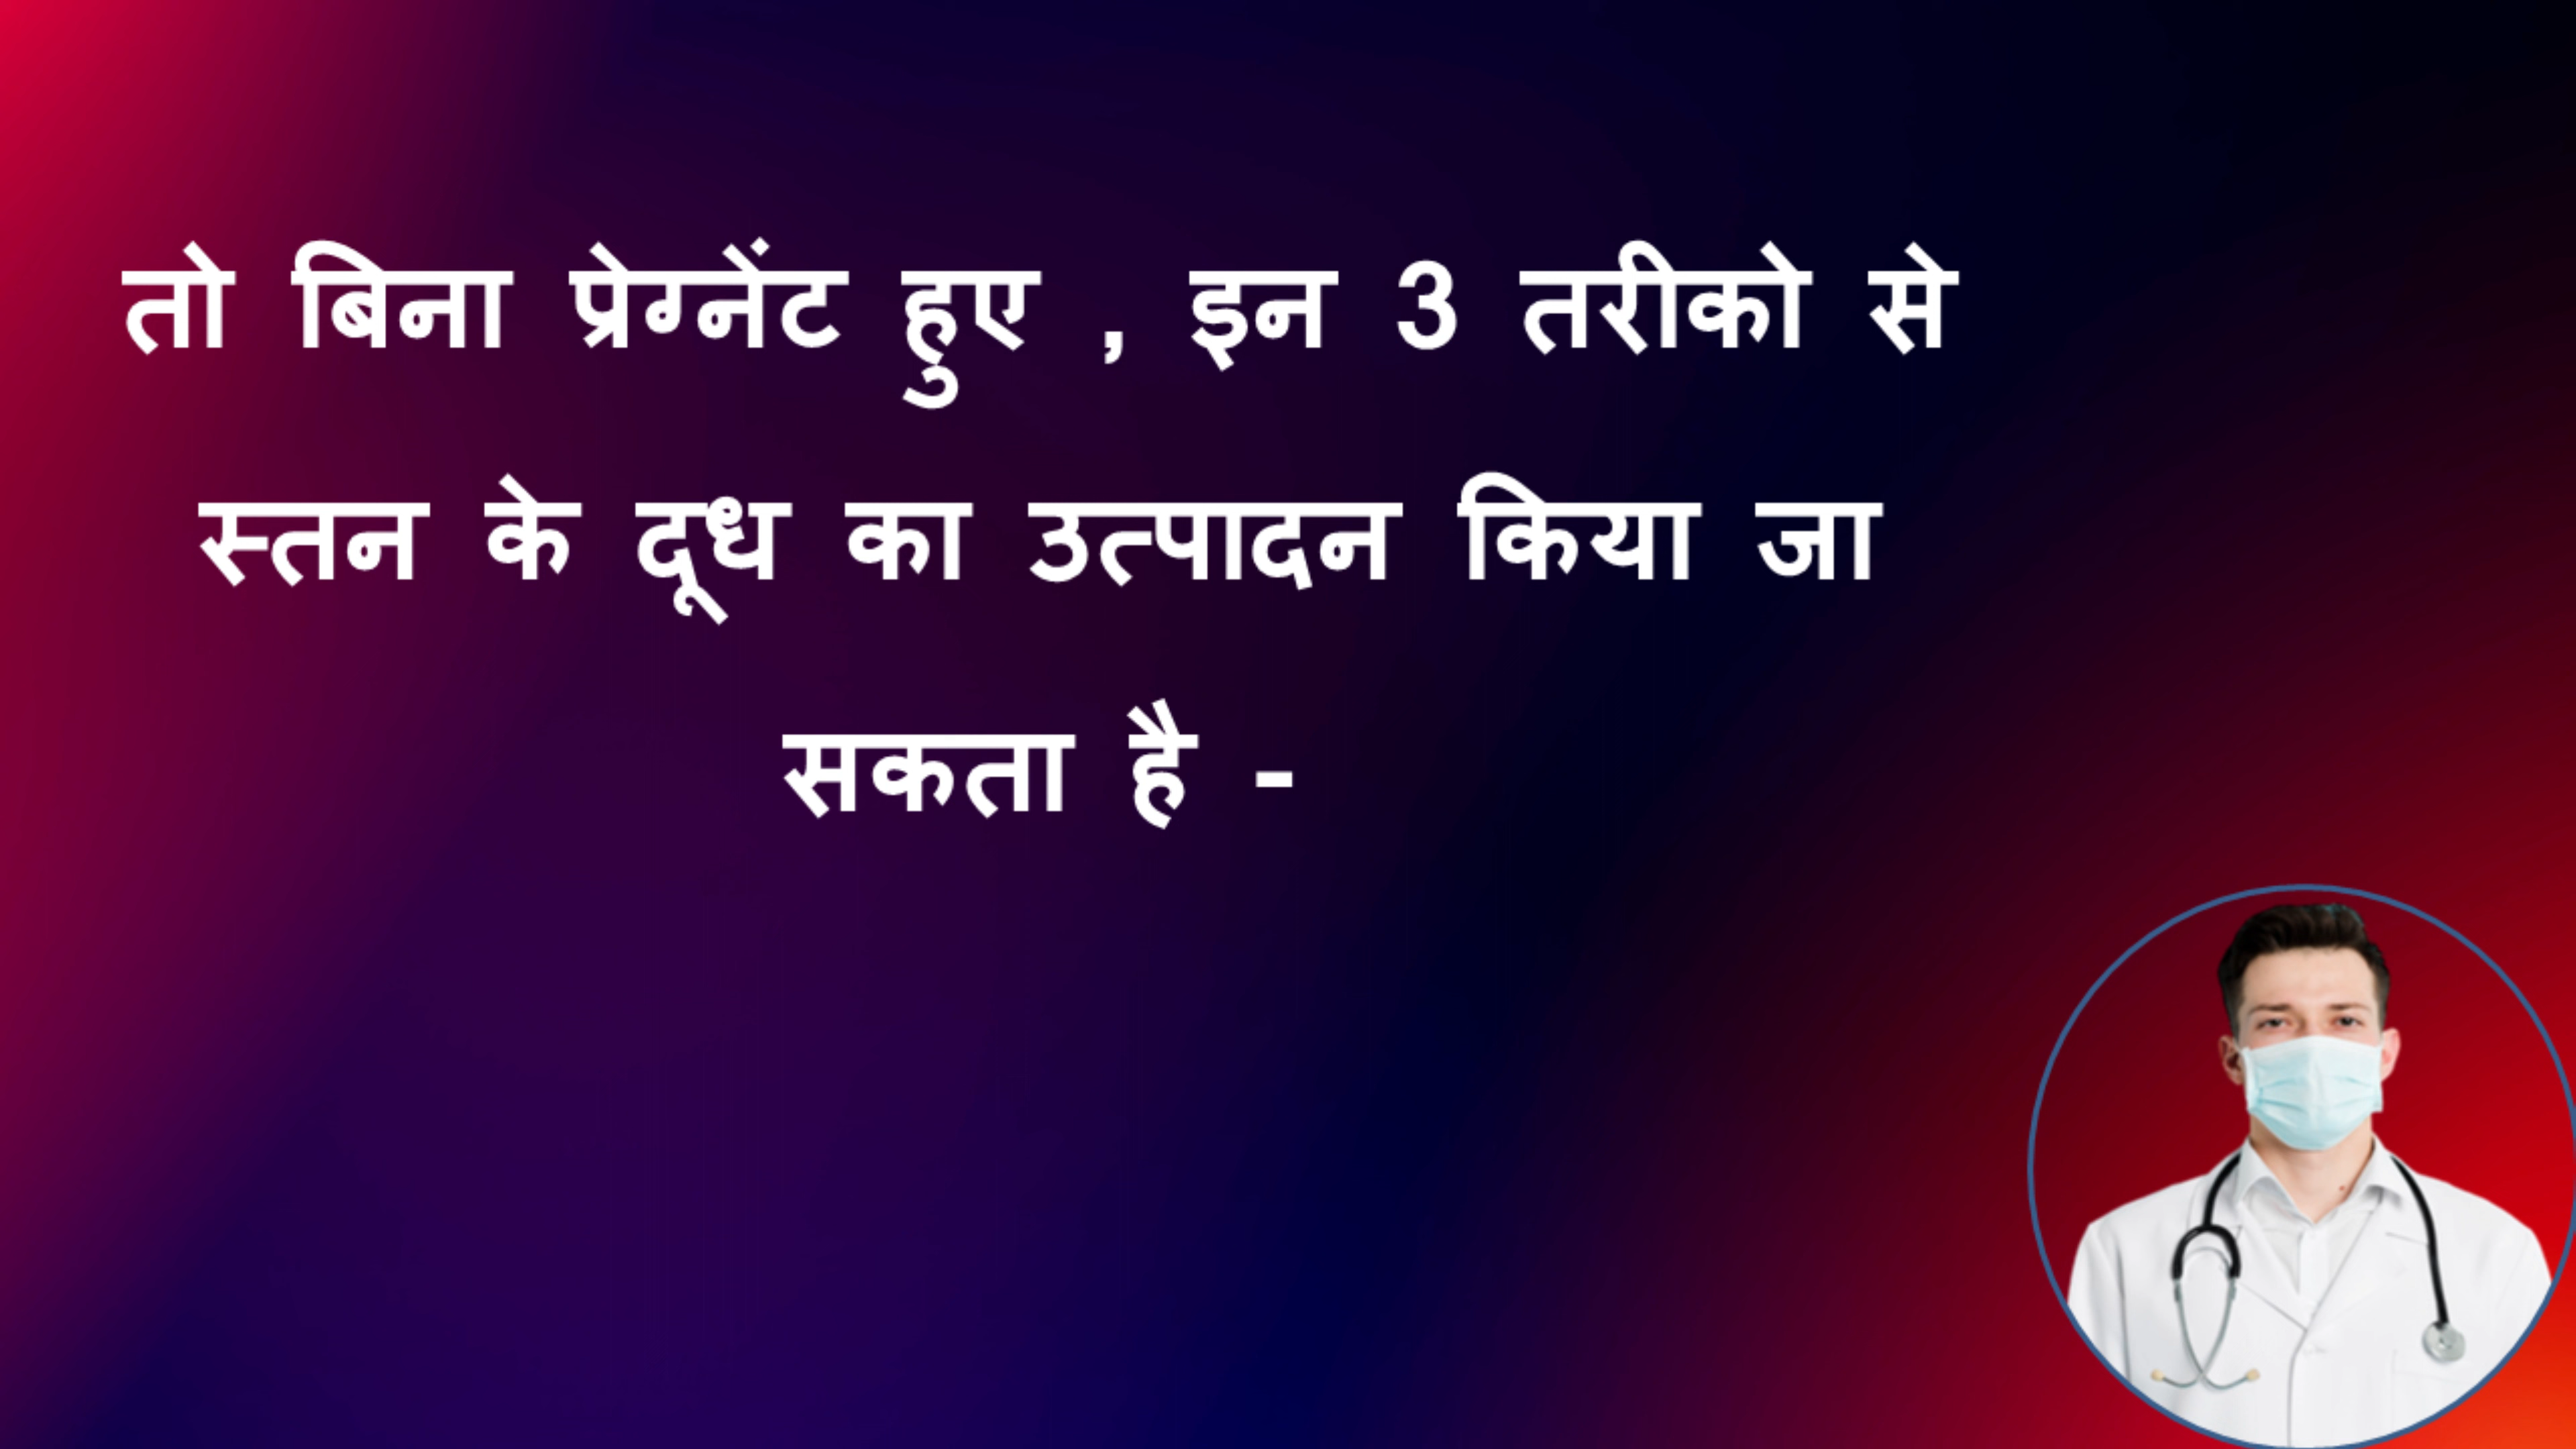 तो बिना प्रेग्नेंट हुए , इन 3 तरीको से
स्तन के दूध का उत्पादन किया जा
सकता है -